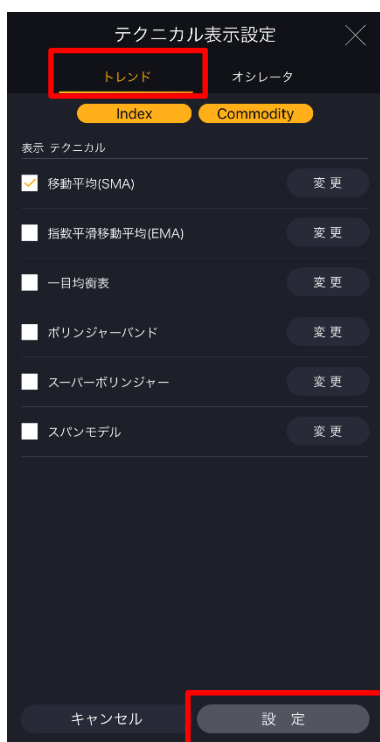 テクニカル表示設定
トレンド オシレータ
Index Commodity
表示 テクニカル
移動平均(SMA) 変更
指数平滑移動平均(EMA) 変更
一目均衡表 変更
ボリンジャーバンド 変更
スーパーボリンジャー 変更
スパンモデル 変更
キャンセル 設 定